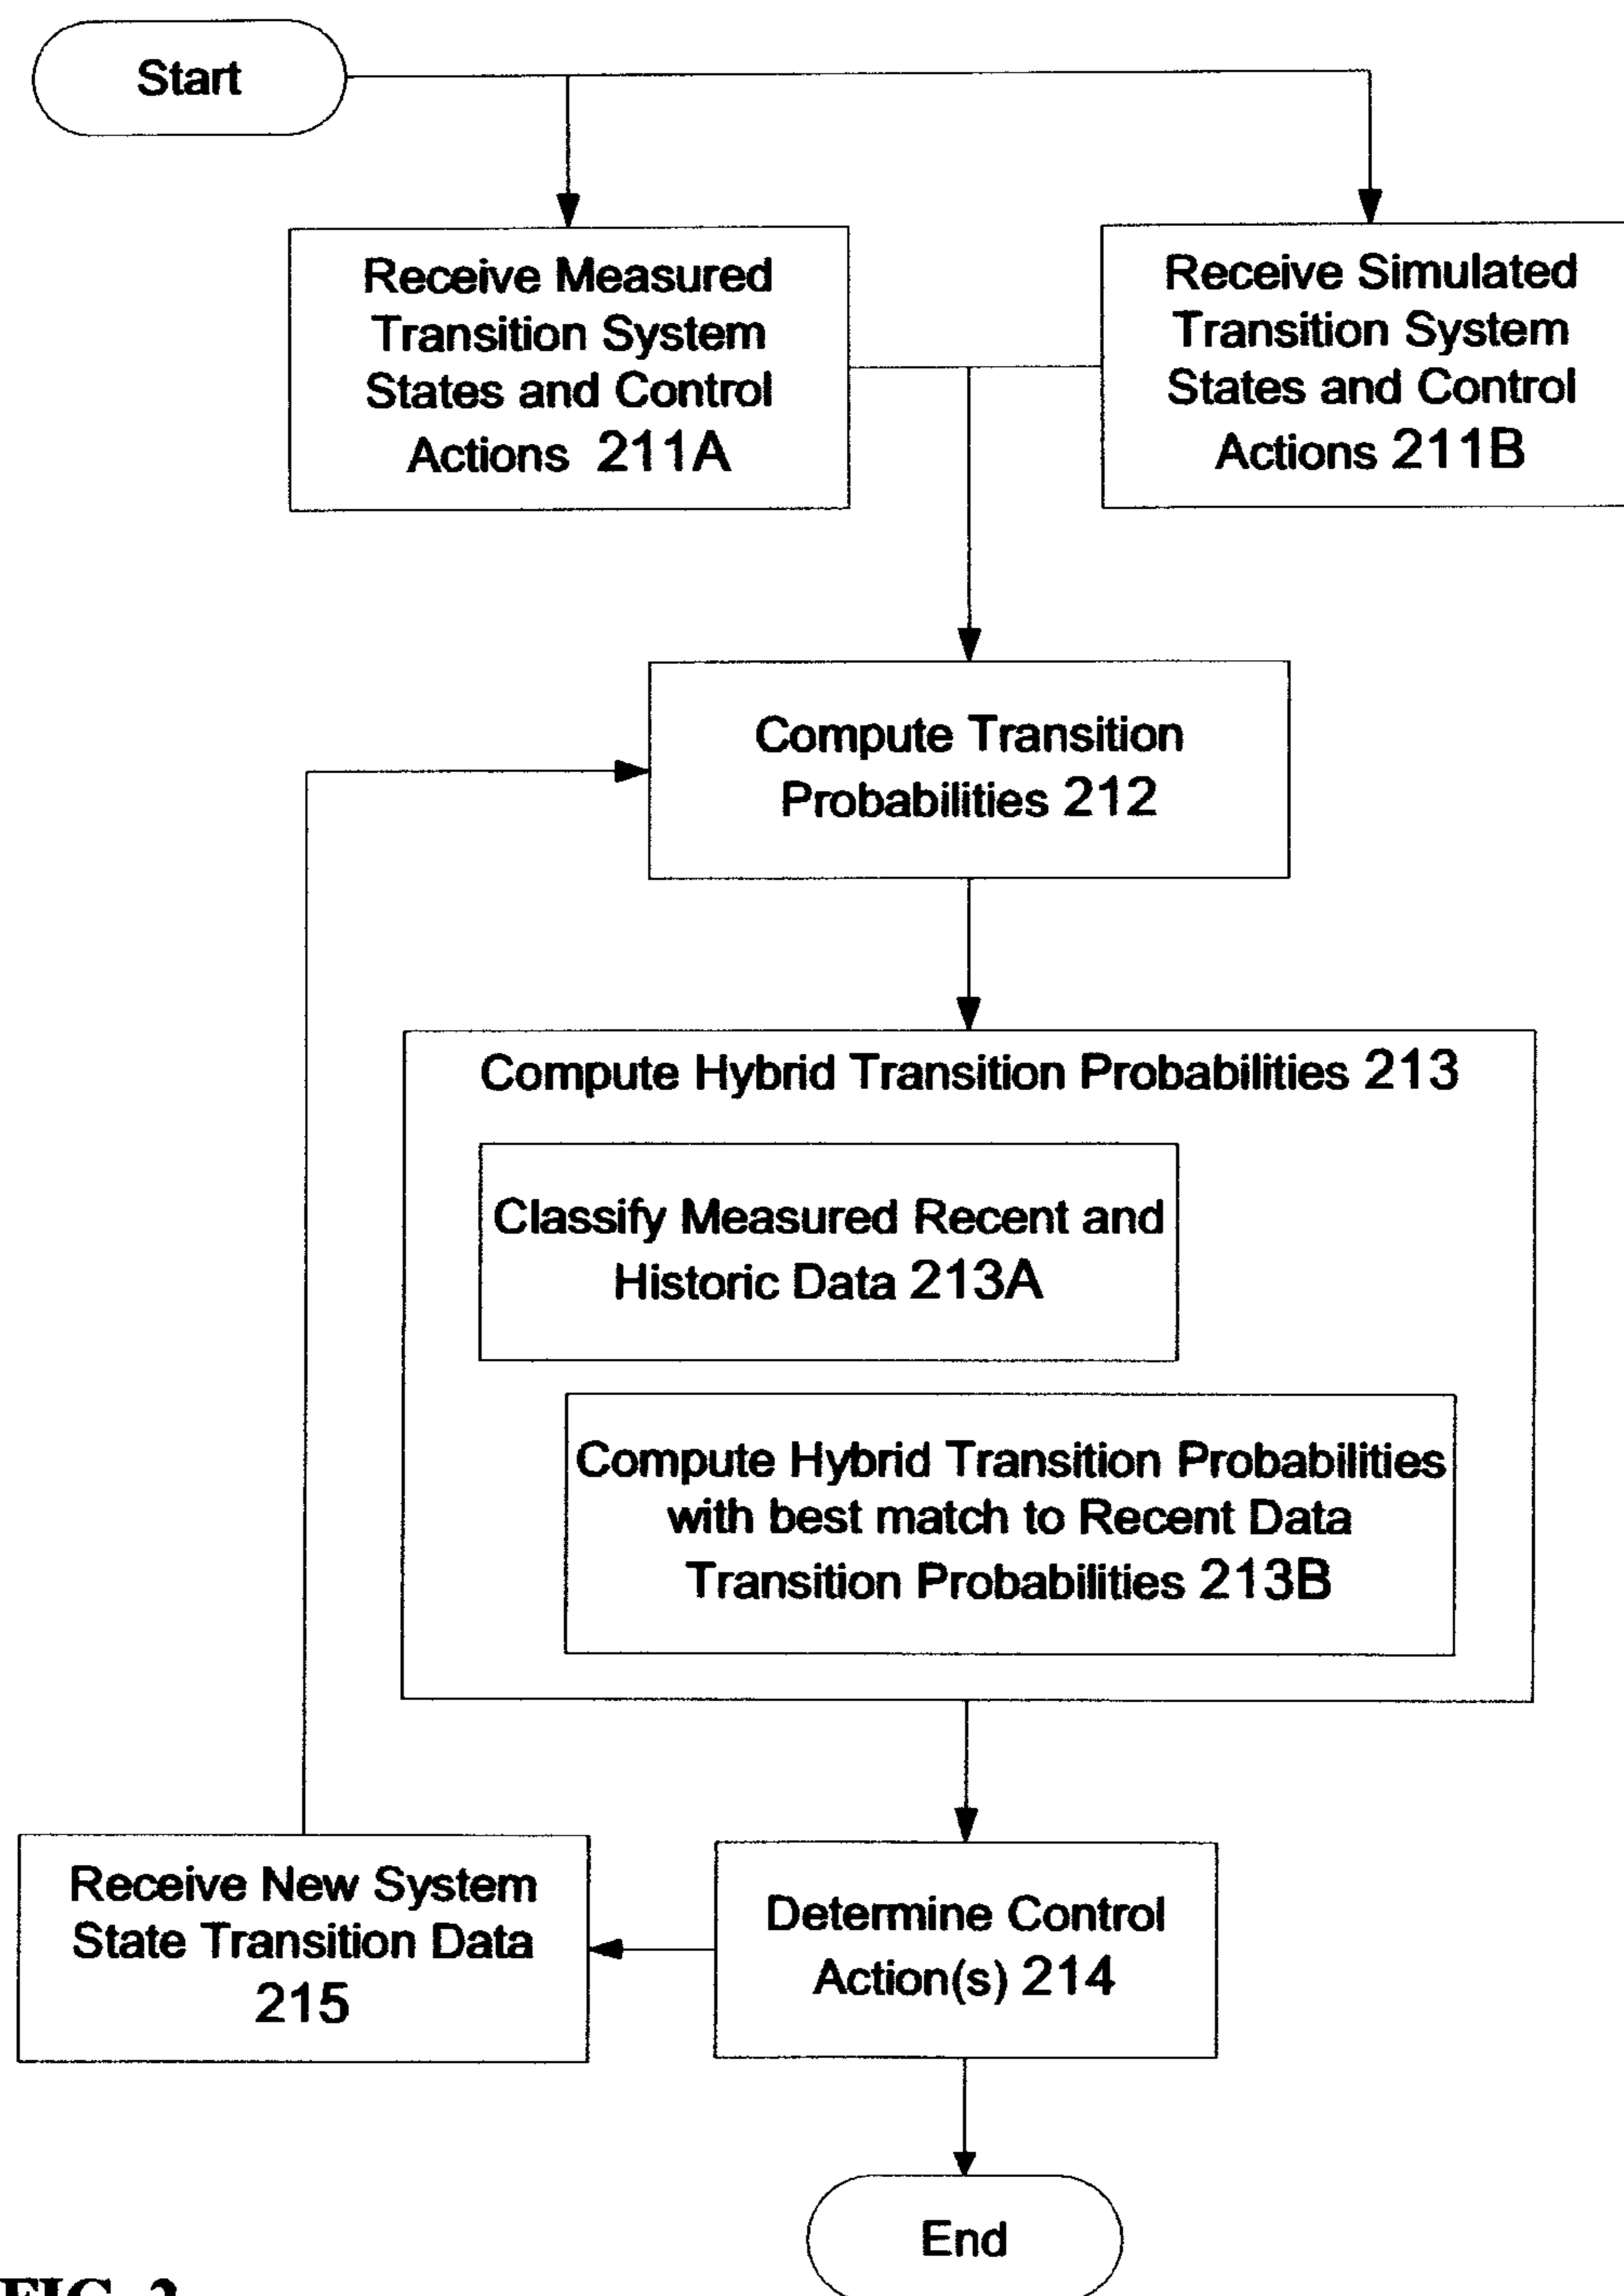 Start
Receive Measured
Transition System
States and Control
Actions 211A
Receive Simulated
Transition System
States and Control
Actions 211B
Compute Transition
Probabilities 212
Compute Hybrid Transition Probabilities 213
Classify Measured Recent and
Historic Data 213A
Compute Hybrid Transition Probabilities
with best match to Recent Data
Transition Probabilities 213B
Receive New System
State Transition Data
215
Determine Control
Action(s) 214
End
FIG. 2